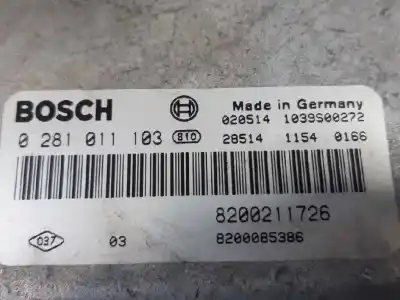 BOSCH
Made in Germany
020514 1039S00272
0 281 011 103 810
28514 1154 0166
8200211726
037 03
8200085386